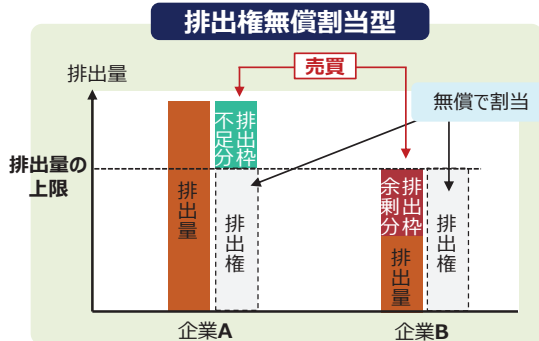 排出権無償割当型
売買
排出量
無償で割当
排出量の
上限
排出枠
不足分
排出量
排出権
排出枠
余剰分
排出量
排出権
企業A
企業B